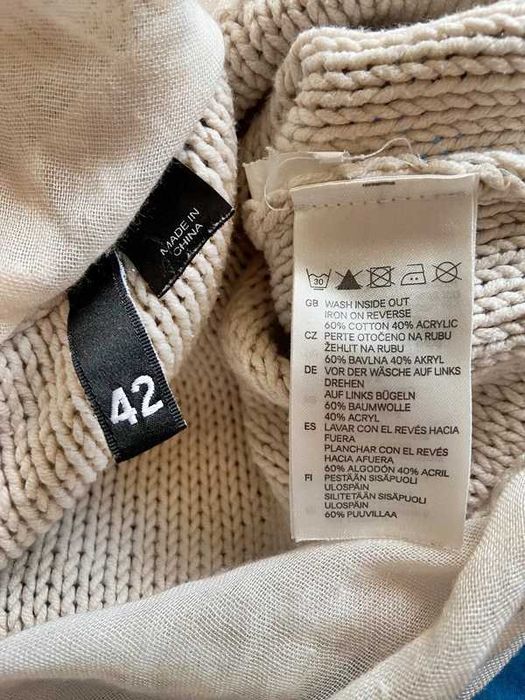 MADE IN
CHINA
42
30
GB WASH INSIDE OUT
IRON ON REVERSE
60% COTTON 40% ACRYLIC
CZ PERTE OTOČENO NA RUBU
ŽEHLIT NA RUBU
60% BAVLNA 40% AKRYL
DE VOR DER WÄSCHE AUF LINKS
DREHEN
AUF LINKS BÜGELN
60% BAUMWOLLE
40% ACRYL
ES LAVAR CON EL REVÉS HACIA
FUERA
PLANCHAR CON EL REVÉS
HACIA AFUERA
60% ALGODÓN 40% ACRIL
FI PESTÄÄN SISÄPUOLI
ULOSPÄIN
SILITETÄÄN SISÄPUOLI
ULOSPÄIN
60% PUUVILLAA